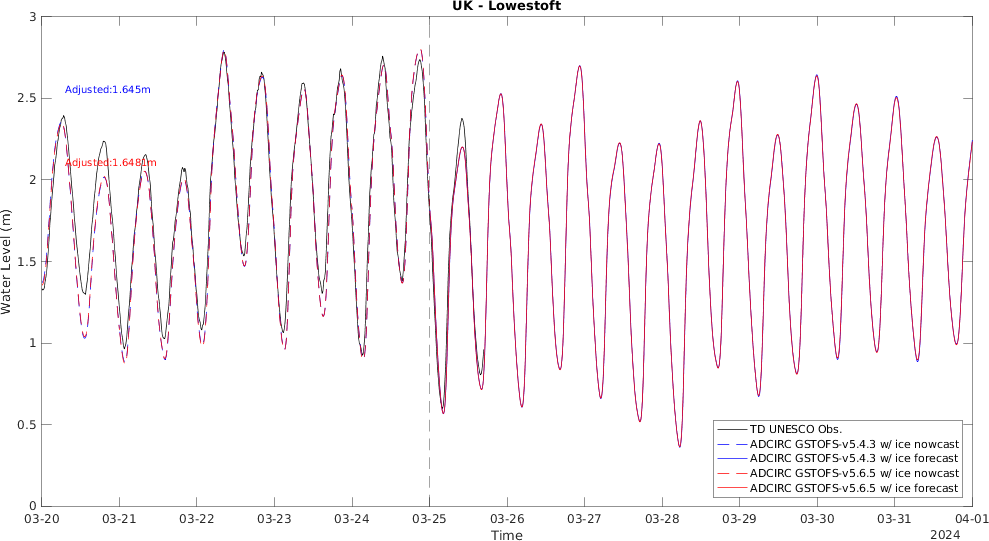 UK - Lowestoft
3
2.5
2
1.5
1
0.5
0
Water Level (m)
Adjusted:1.645m
Adjusted:1.6481m
TD UNESCO Obs.
ADCIRC GSTOFS-v5.4.3 w/ ice nowcast
ADCIRC GSTOFS-v5.4.3 w/ ice forecast
ADCIRC GSTOFS-v5.6.5 w/ ice nowcast
ADCIRC GSTOFS-v5.6.5 w/ ice forecast
03-20 03-21 03-22 03-23 03-24 03-25 03-26 03-27 03-28 03-29 03-30 03-31 04-01
Time
2024